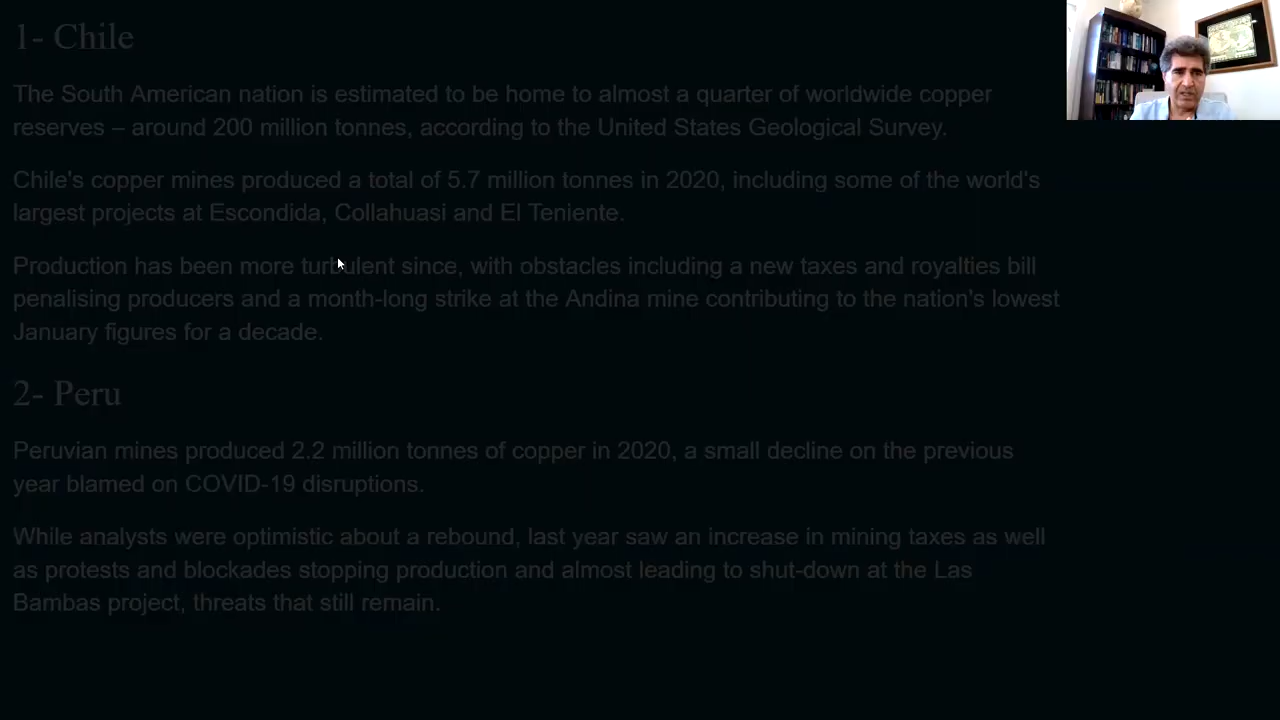 1- Chile
The South American nation is estimated to be home to almost a quarter of worldwide copper
reserves – around 200 million tonnes, according to the United States Geological Survey.
Chile's copper mines produced a total of 5.7 million tonnes in 2020, including some of the world's
largest projects at Escondida, Collahuasi and El Teniente.
Production has been more turbulent since, with obstacles including a new taxes and royalties bill
penalising producers and a month-long strike at the Andina mine contributing to the nation's lowest
January figures for a decade.
2- Peru
Peruvian mines produced 2.2 million tonnes of copper in 2020, a small decline on the previous
year blamed on COVID-19 disruptions.
While analysts were optimistic about a rebound, last year saw an increase in mining taxes as well
as protests and blockades stopping production and almost leading to shut-down at the Las
Bambas project, threats that still remain.